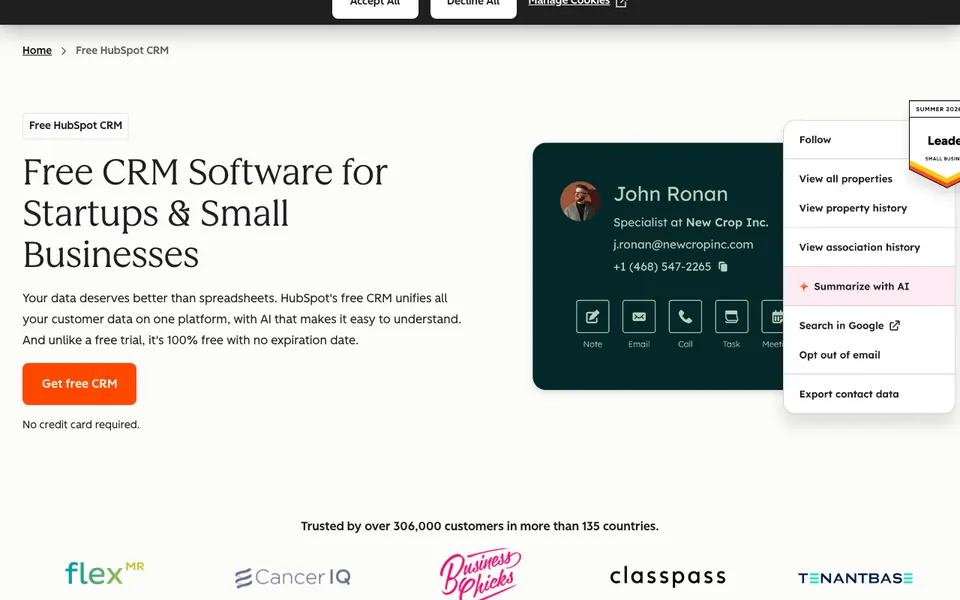 Accept All
Decline All
Manage Cookies
Home > Free HubSpot CRM
Free HubSpot CRM
Free CRM Software for
Startups & Small
Businesses
Your data deserves better than spreadsheets. HubSpot's free CRM unifies all
your customer data on one platform, with AI that makes it easy to understand.
And unlike a free trial, it's 100% free with no expiration date.
Get free CRM
No credit card required.
John Ronan
Specialist at New Crop Inc.
j.ronan@newcropinc.com
+1 (468) 547-2265
Note
Email
Call
Task
Follow
View all properties
View property history
View association history
Summarize with AI
Search in Google
Opt out of email
Export contact data
SUMMER
SMALL
Trusted by over 306,000 customers in more than 135 countries.
flex MR
Cancer IQ
Business
Chicks
classpass
TENANTBASE